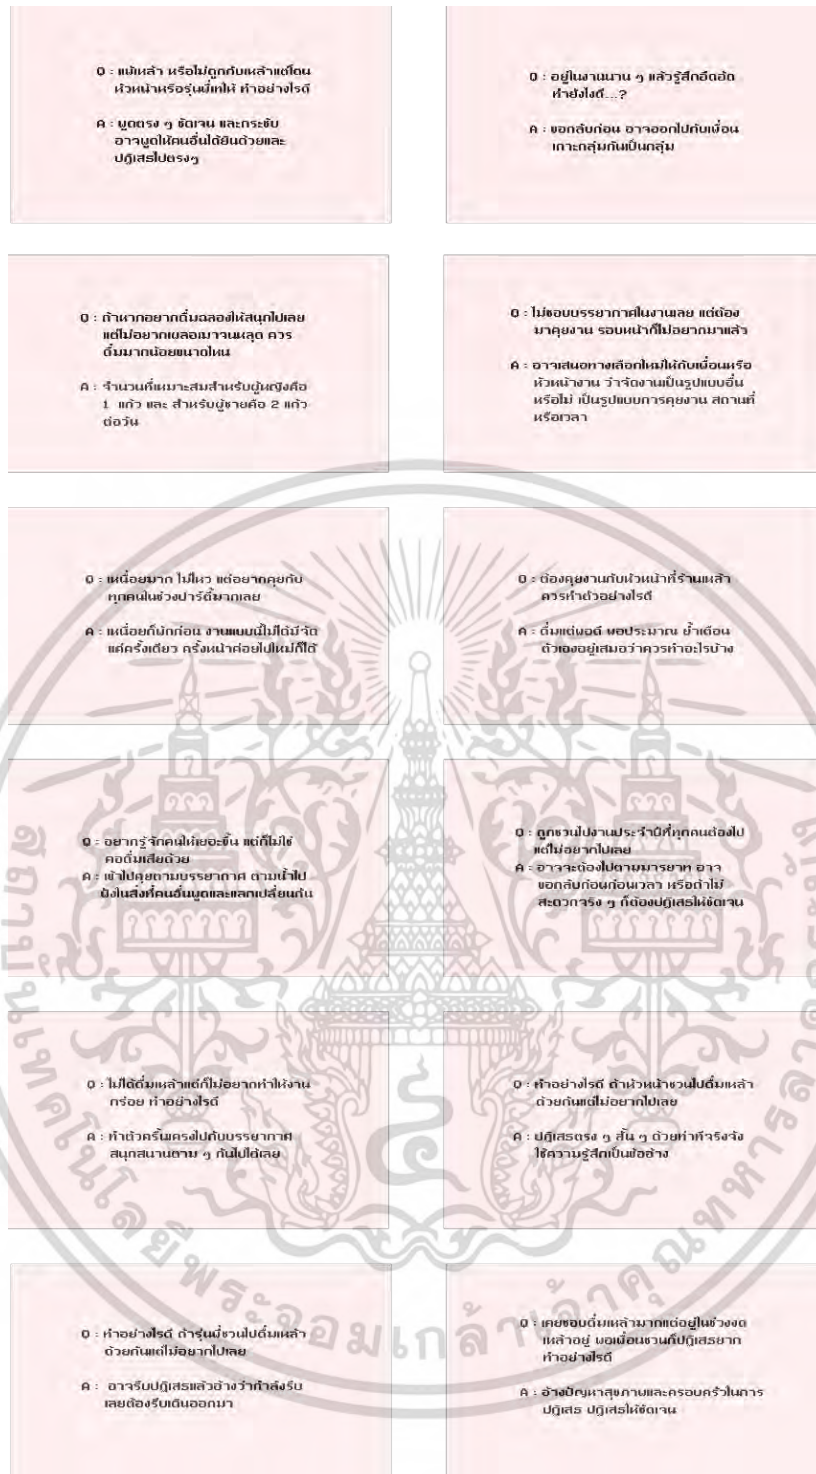 Q : แพ้เหล้า หรือไม่ถูกกับเหล้าแต่โดน
หัวหน้าหรือรุ่นพี่เทให้ ทำอย่างไรดี
A : พูดตรง ๆ ชัดเจน และกระชับ
อาจพูดให้คนอื่นได้ยินด้วยและ
ปฏิเสธไปตรงๆ
Q : อยู่ในงานนาน ๆ แล้วรู้สึกอึดอัด
ทำยังไงดี...?
A : ขอกลับก่อน อาจออกไปกับเพื่อน
เกาะกลุ่มกันเป็นกลุ่ม
Q : ถ้าหากอยากดื่มฉลองให้สนุกไปเลย
แต่ไม่อยากเผลอเมาจนหลุด ควร
ดื่มมากน้อยขนาดไหน
A : จำนวนที่เหมาะสมสำหรับผู้หญิงคือ
1 แก้ว และ สำหรับผู้ชายคือ 2 แก้ว
ต่อวัน
Q : ไม่ชอบบรรยากาศในงานเลย แต่ต้อง
มาคุยงาน รอบหน้าก็ไม่อยากมาแล้ว
A : อาจเสนอทางเลือกใหม่ให้กับเพื่อนหรือ
หัวหน้างาน ว่าจัดงานเป็นรูปแบบอื่น
หรือไม่ เป็นรูปแบบการคุยงาน สถานที่
หรือเวลา
Q : เหนื่อยมาก ไม่ไหว แต่อยากคุยกับ
ทุกคนในช่วงปาร์ตี้มากเลย
A : เหนื่อยก็พักก่อน งานแบบนี้ไม่ได้มีจัด
แค่ครั้งเดียว ครั้งหน้าค่อยไปใหม่ก็ได้
Q : ต้องคุยงานกับหัวหน้าที่ร้านเหล้า
ควรทำตัวอย่างไรดี
A : ดื่มแต่พอดี พอประมาณ ย้ำเตือน
ตัวเองอยู่เสมอว่าควรทำอะไรบ้าง
Q : อยากรู้จักคนให้เยอะขึ้น แต่ก็ไม่ใช่
คอดื่มเสียด้วย
A : เข้าไปคุยตามบรรยากาศ ตามน้ำไป
ฟังในสิ่งที่คนอื่นพูดและแลกเปลี่ยนกัน
Q : ถูกชวนไปงานประจำปีที่ทุกคนต้องไป
แต่ไม่อยากไปเลย
A : อาจจะต้องไปตามมารยาท อาจ
ขอกลับก่อนก่อนเวลา หรือถ้าไม่
สะดวกจริง ๆ ก็ต้องปฏิเสธให้ชัดเจน
Q : ไม่ได้ดื่มเหล้าแต่ก็ไม่อยากทำให้งาน
กร่อย ทำอย่างไรดี
A : ทำตัวครื้นเครงไปกับบรรยากาศ
สนุกสนานตาม ๆ กันไปได้เลย
Q : ทำอย่างไรดี ถ้าหัวหน้าชวนไปดื่มเหล้า
ด้วยกันแต่ไม่อยากไปเลย
A : ปฏิเสธตรง ๆ สั้น ๆ ด้วยท่าทีจริงจัง
ใช้ความรู้สึกเป็นข้ออ้าง
Q : ทำอย่างไรดี ถ้ารุ่นพี่ชวนไปดื่มเหล้า
ด้วยกันแต่ไม่อยากไปเลย
A : อาจรีบปฏิเสธแล้วอ้างว่ากำลังรีบ
เลยต้องรีบเดินออกมา
Q : เคยชอบดื่มเหล้ามากแต่อยู่ในช่วงงด
เหล้าอยู่ พอเพื่อนชวนก็ปฏิเสธยาก
ทำอย่างไรดี
A : อ้างปัญหาสุขภาพและครอบครัวในการ
ปฏิเสธ ปฏิเสธให้ชัดเจน